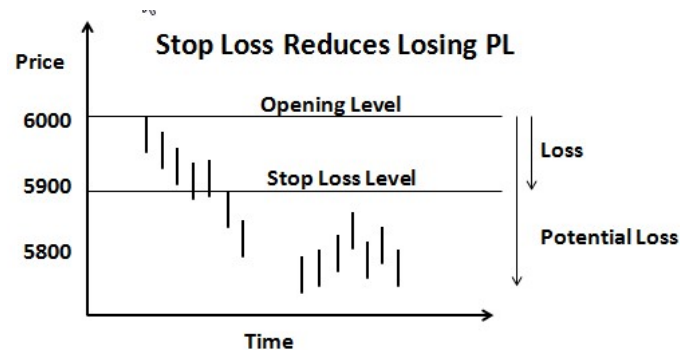 Stop Loss Reduces Losing PL
Price
Opening Level
6000
Loss
Stop Loss Level
5900
Potential Loss
5800
Time